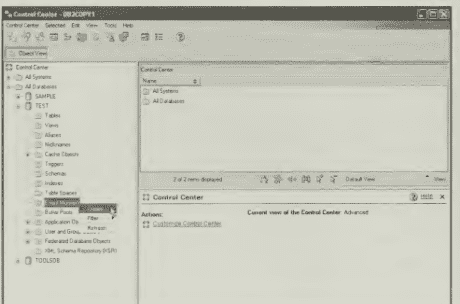 Control Center - DB2COPY1
Control Center Selected Edit View Tools Help
Object View
Control Center
All Systems
All Databases
SAMPLE
TEST
Tables
Views
Aliases
Nicknames
Cache Objects
Triggers
Schemas
Indexes
Table Spaces
Buffer Pools
Application
User and Group
Federated Database Objects
XML Schema Repository (XSR)
TOOLSDB
Filter
Refresh
Control Center
Name
All Systems
All Databases
2 of 2 items displayed
Default View
View
Control Center
Actions:
Customize Control Center
Current view of the Control Center Advanced